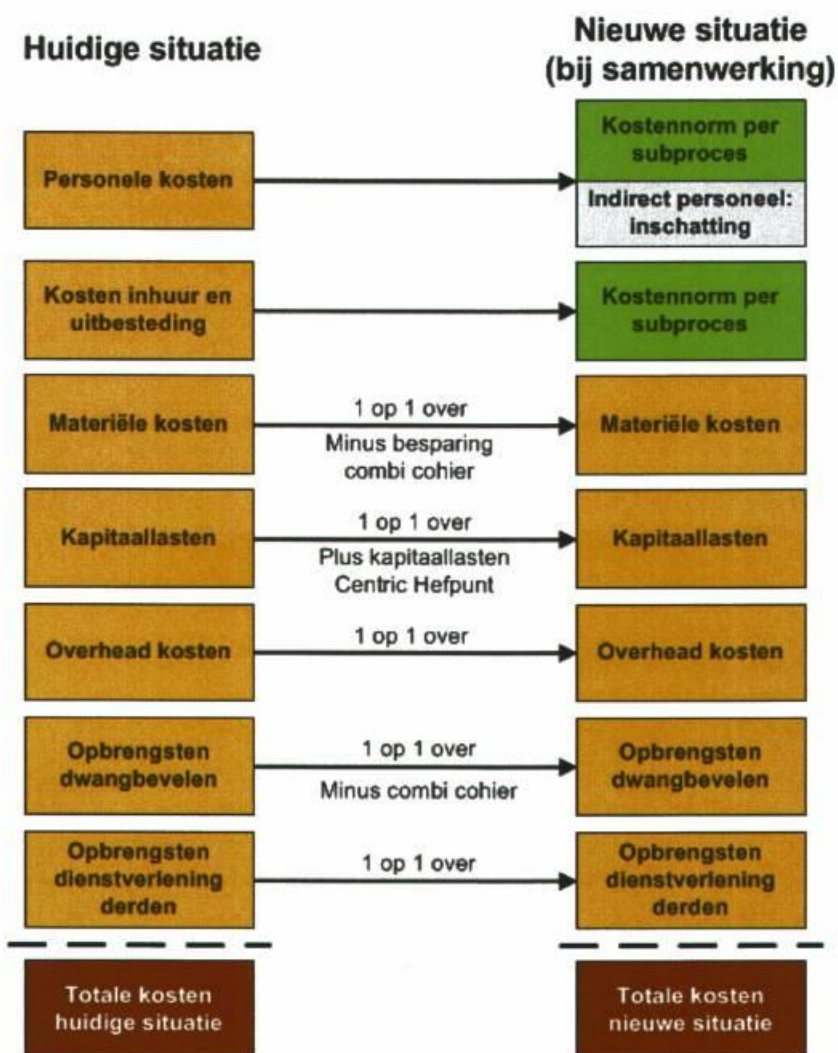 Huidige situatie
Nieuwe situatie
(bij samenwerking)
Personele kosten
Kostennorm per
subproces
Indirect personeel:
inschatting
Kosten inhuur en
uitbesteding
Kostennorm per
subproces
Materiële kosten
1 op 1 over
Minus besparing
combi cohier
Materiële kosten
Kapitaallasten
1 op 1 over
Plus kapitaallasten
Centric Hefpunt
Kapitaallasten
Overhead kosten
1 op 1 over
Overhead kosten
Opbrengsten
dwangbevelen
1 op 1 over
Minus combi cohier
Opbrengsten
dwangbevelen
Opbrengsten
dienstverlening
derden
1 op 1 over
Opbrengsten
dienstverlening
derden
Totale kosten
huidige situatie
Totale kosten
nieuwe situatie